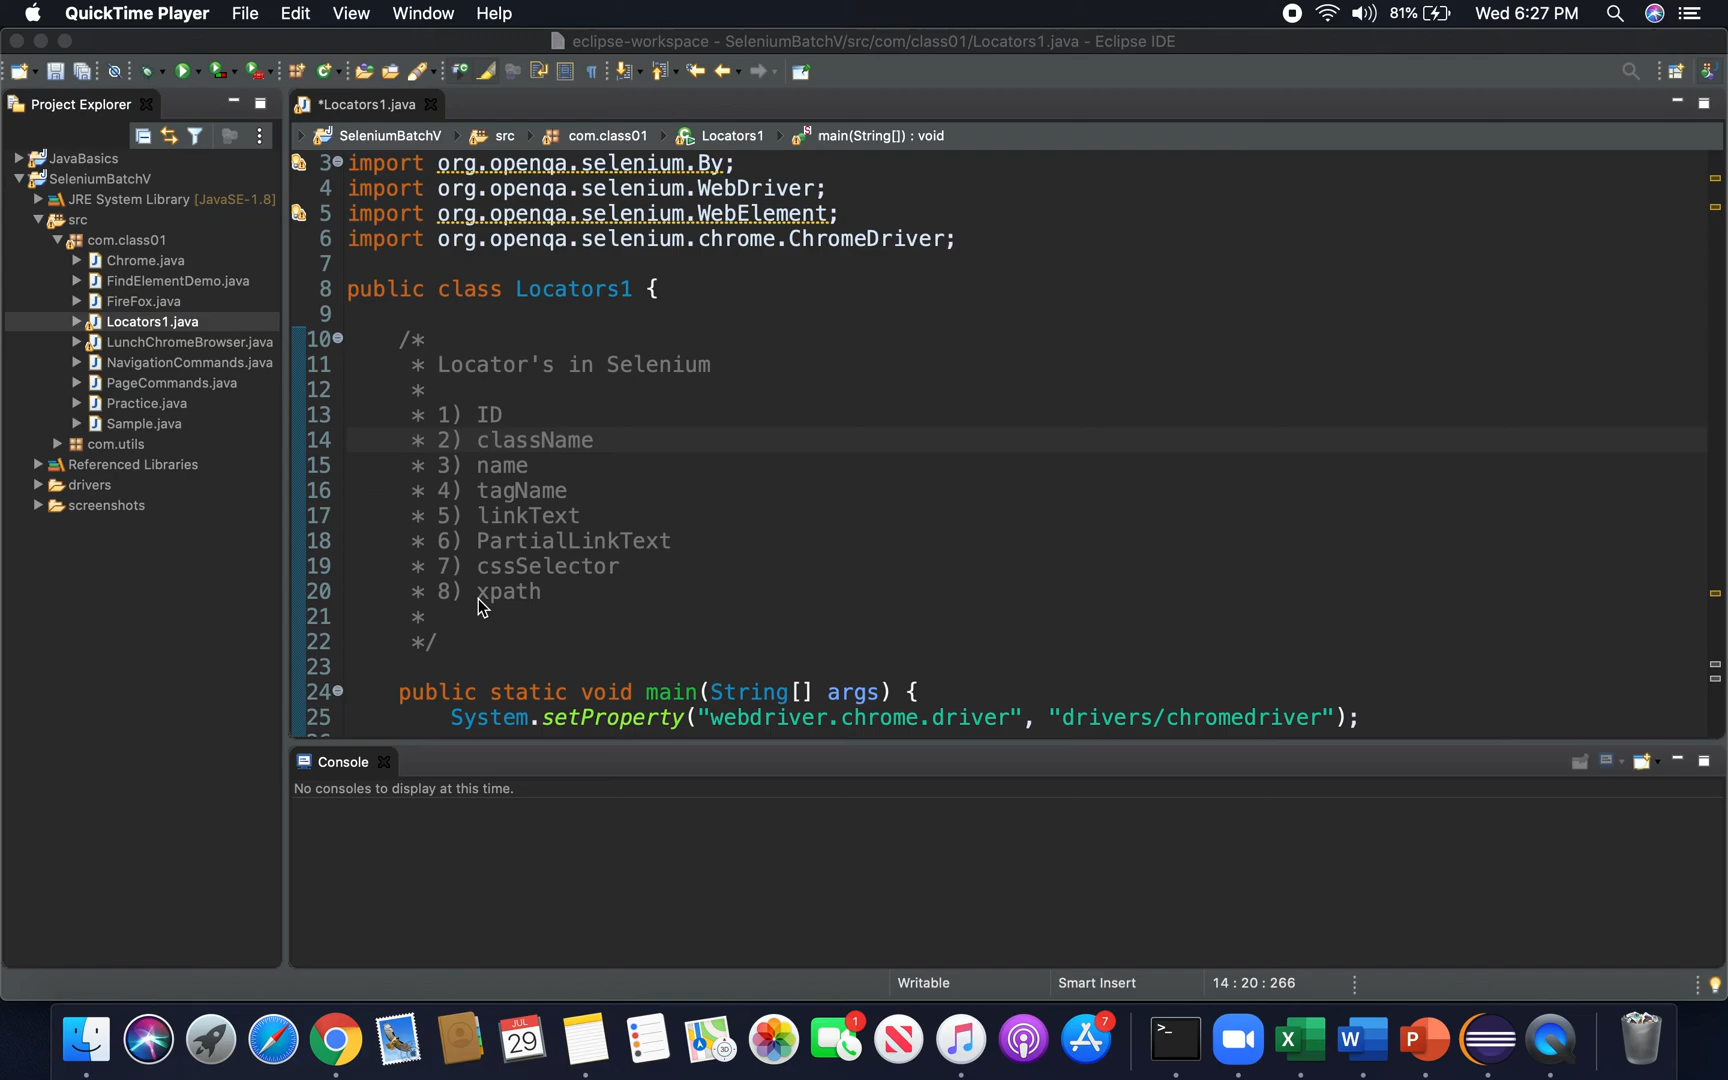 QuickTime Player File Edit View Window Help 81% Wed 6:27 PM
eclipse-workspace - SeleniumBatchV/src/com/class01/Locators1.java - Eclipse IDE
Project Explorer
JavaBasics
SeleniumBatchV
JRE System Library [JavaSE-1.8]
src
com.class01
Chrome.java
FindElementDemo.java
FireFox.java
Locators1.java
LunchChromeBrowser.java
NavigationCommands.java
PageCommands.java
Practice.java
Sample.java
com.utils
Referenced Libraries
drivers
screenshots
*Locators1.java
SeleniumBatchV src com.class01 Locators1 main(String[]) : void
3 import org.openqa.selenium.By;
4 import org.openqa.selenium.WebDriver;
5 import org.openqa.selenium.WebElement;
6 import org.openqa.selenium.chrome.ChromeDriver;
7
8 public class Locators1 {
9
10 /*
11 * Locator's in Selenium
12 *
13 * 1) ID
14 * 2) className
15 * 3) name
16 * 4) tagName
17 * 5) linkText
18 * 6) PartialLinkText
19 * 7) cssSelector
20 * 8) xpath
21 *
22 */
23
24 public static void main(String[] args) {
25 System.setProperty("webdriver.chrome.driver", "drivers/chromedriver");
Console
No consoles to display at this time.
Writable Smart Insert 14 : 20 : 266
JUL
29
3D
1
7
>_
X
W
P